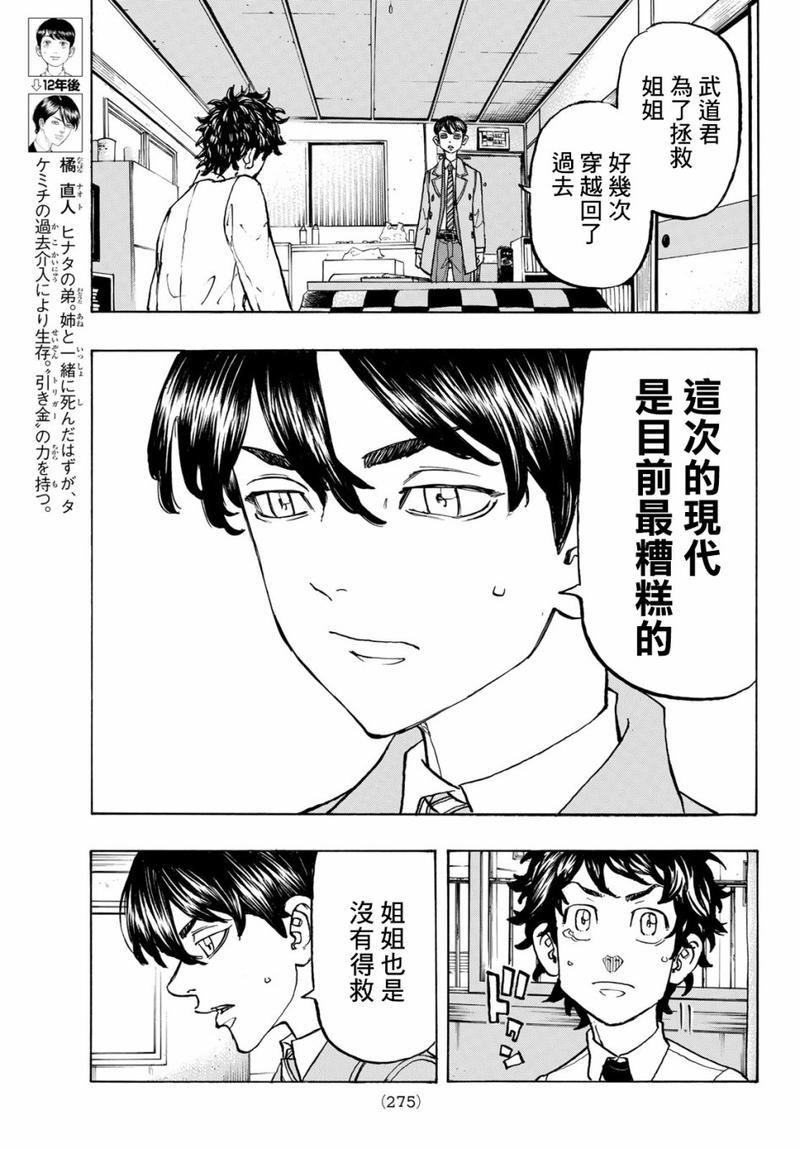 武道君
為了拯救
姐姐
好幾次
穿越回了
過去
這次的現代
是目前最糟糕的
姐姐也是
沒有得救
ドクン
⇩12年後
橘 直人 ヒナタの弟。姉と一緒に死んだはずが、タ
ケミチの過去介入により生存。“引き金”の力を持つ。
(275)